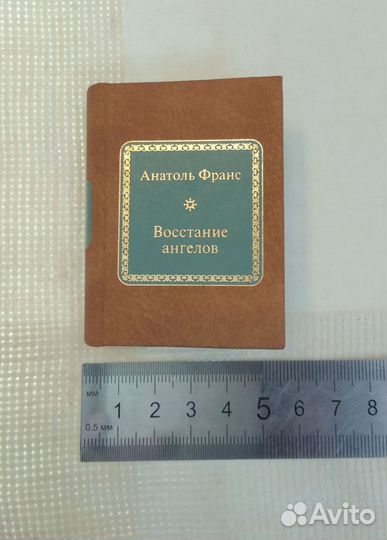 Анатоль Франс
Восстание
ангелов
мм
1 2 3 4 5 6 7 8
0.5 мм
Avito